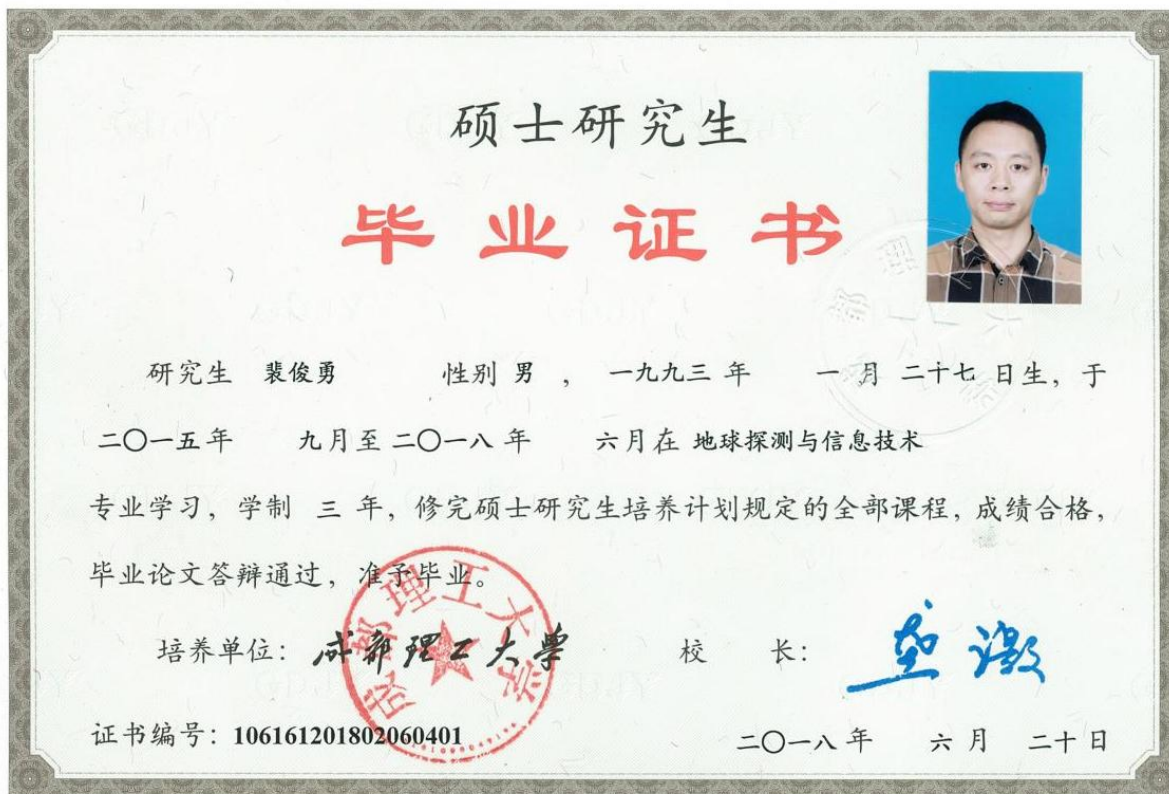 硕士研究生
毕业证书
研究生 裴俊勇 性别 男 ， 一九九三 年 一 月 二十七 日生，于
二〇一五年 九月至 二〇一八 年 六月在 地球探测与信息技术
专业学习，学制 三 年，修完硕士研究生培养计划规定的全部课程，成绩合格，
毕业论文答辩通过，准予毕业。
培养单位：成都理工大學 校 长：
成都理工大学
证书编号：106161201802060401
二〇一八 年 六 月 二十 日